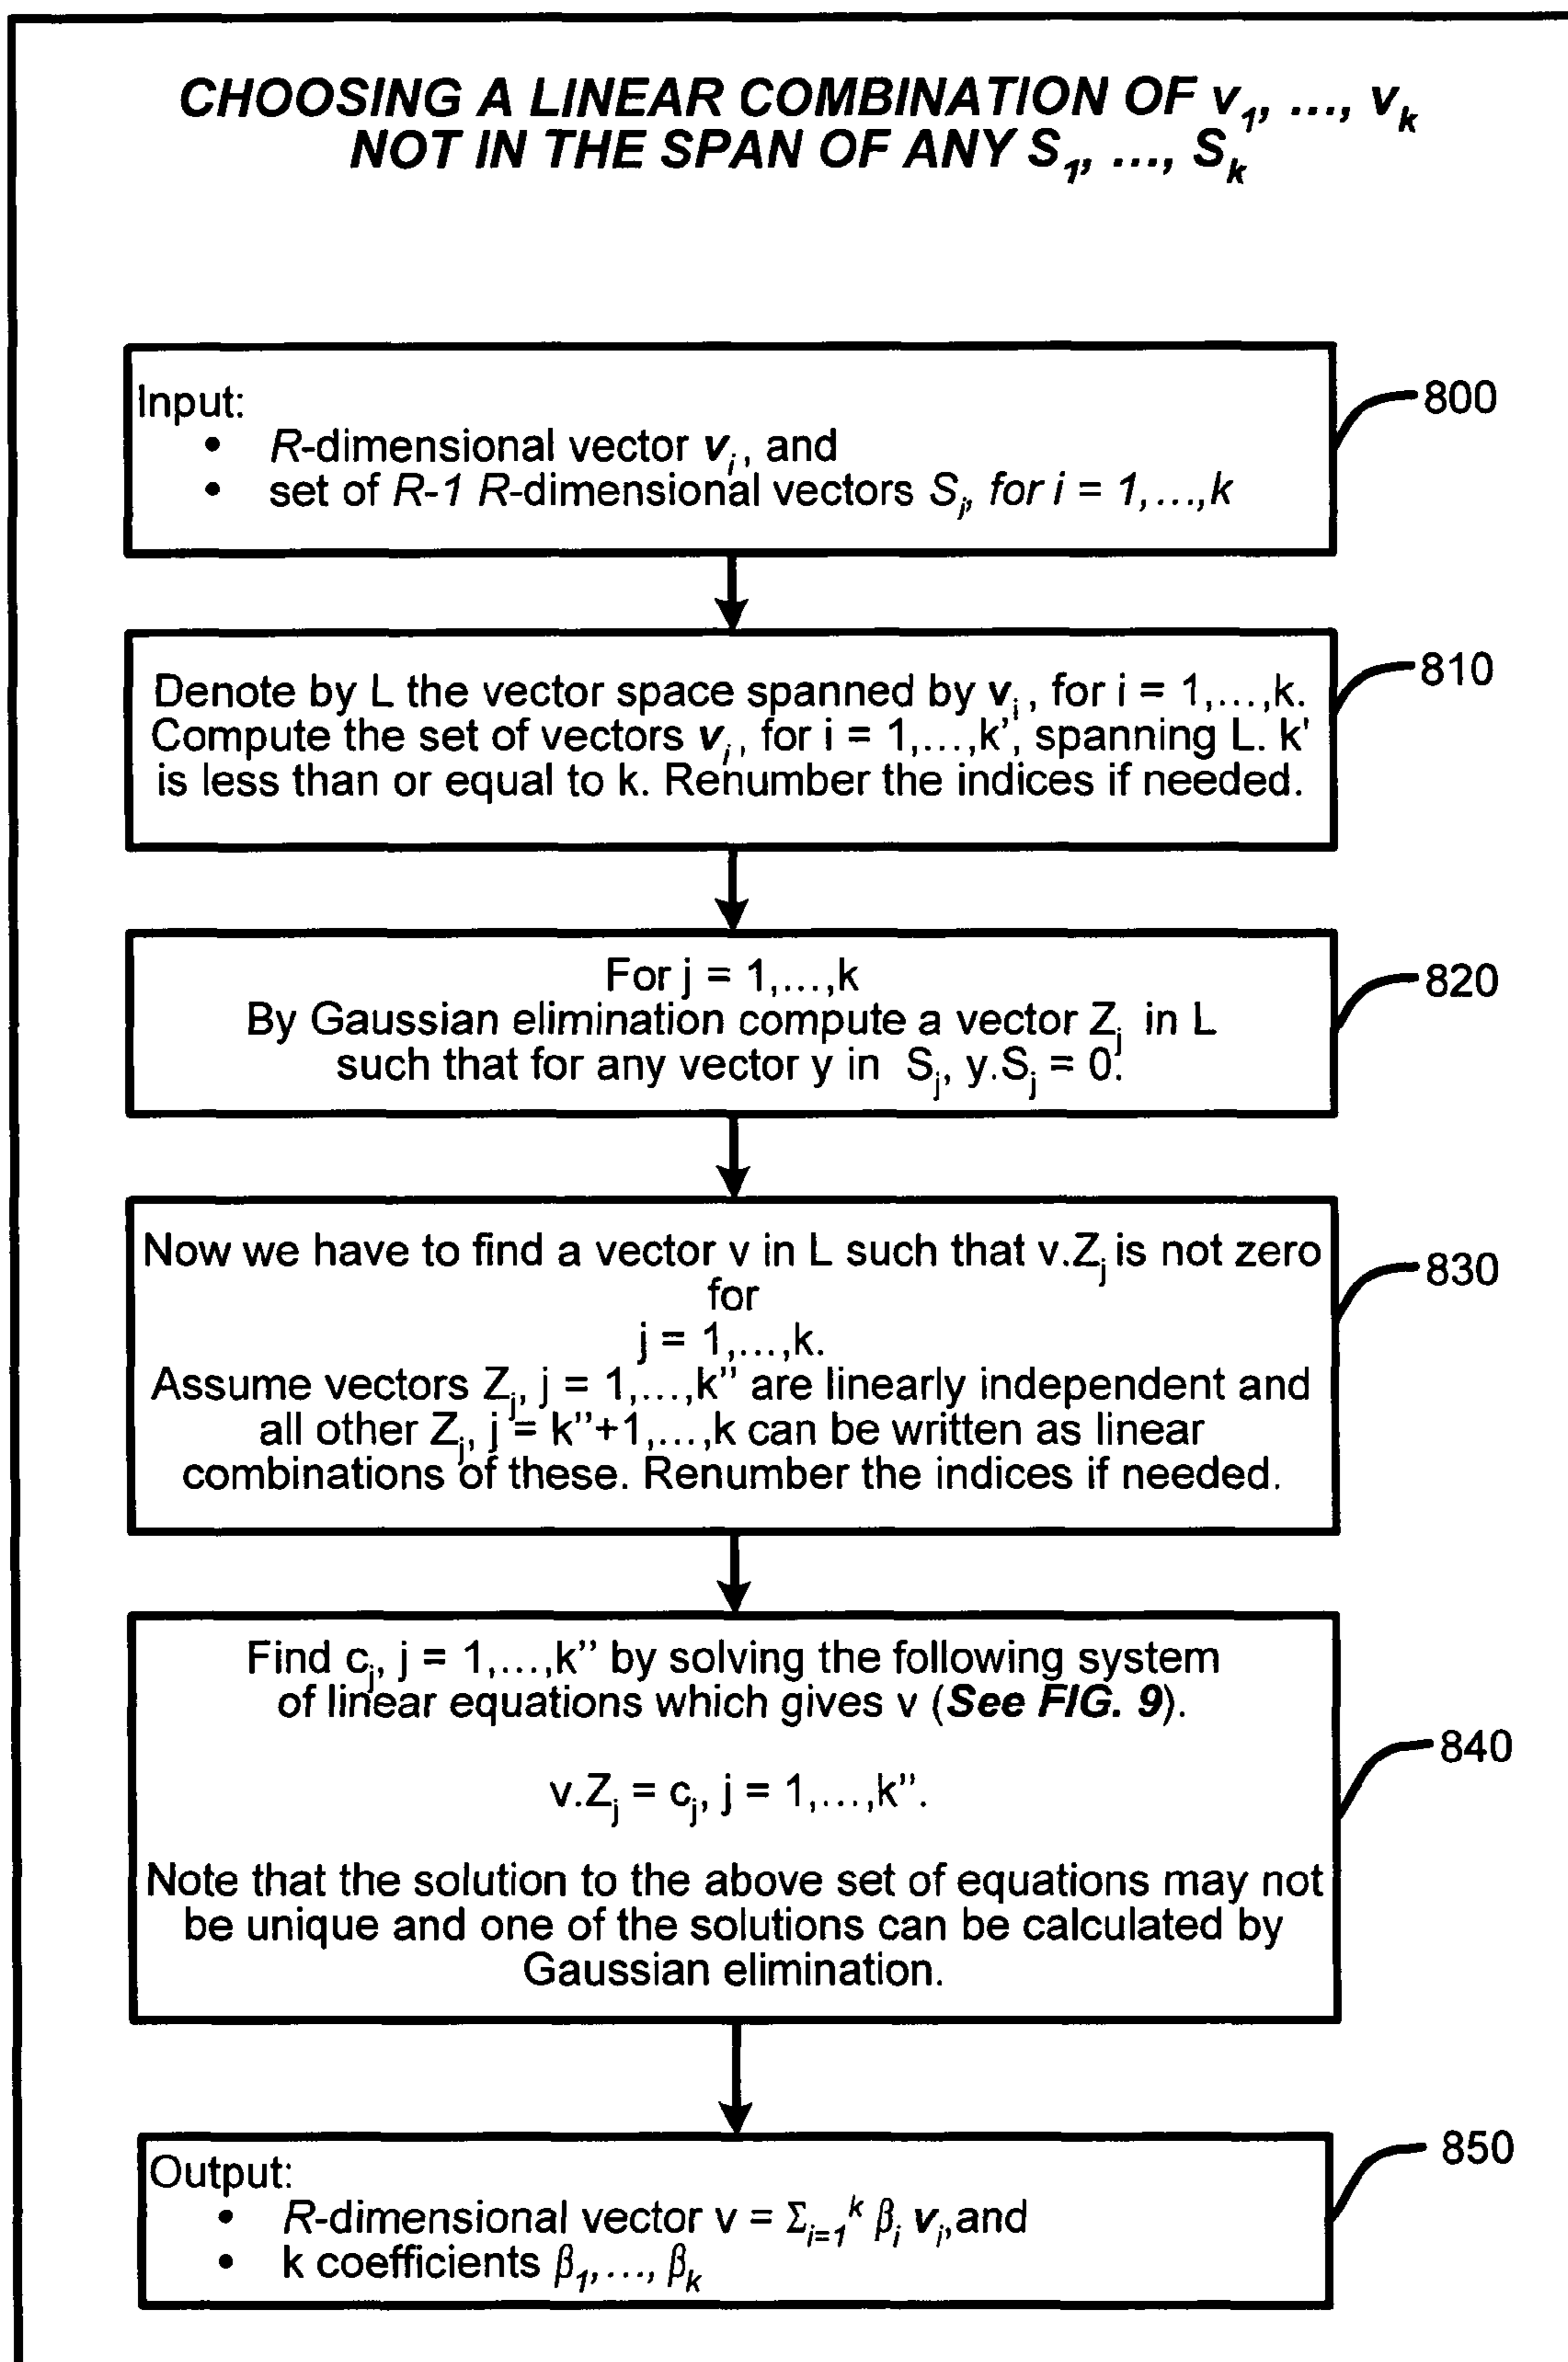 CHOOSING A LINEAR COMBINATION OF v₁, ..., vₖ
NOT IN THE SPAN OF ANY S₁, ..., Sₖ
Input:
• R-dimensional vector vᵢ, and
• set of R-1 R-dimensional vectors Sᵢ, for i = 1,...,k
800
Denote by L the vector space spanned by vᵢ, for i = 1,...,k.
Compute the set of vectors vᵢ, for i = 1,...,k', spanning L. k'
is less than or equal to k. Renumber the indices if needed.
810
For j = 1,...,k
By Gaussian elimination compute a vector Zⱼ in L
such that for any vector y in Sⱼ, y.Sⱼ = 0.
820
Now we have to find a vector v in L such that v.Zⱼ is not zero
for
j = 1,...,k.
Assume vectors Zⱼ, j = 1,...,k" are linearly independent and
all other Zⱼ, j = k"+1,...,k can be written as linear
combinations of these. Renumber the indices if needed.
830
Find cⱼ, j = 1,...,k" by solving the following system
of linear equations which gives v (See FIG. 9).
v.Zⱼ = cⱼ, j = 1,...,k".
Note that the solution to the above set of equations may not
be unique and one of the solutions can be calculated by
Gaussian elimination.
840
Output:
• R-dimensional vector v = Σᵢ₌₁ᵏ βᵢ vᵢ, and
• k coefficients β₁,..., βₖ
850